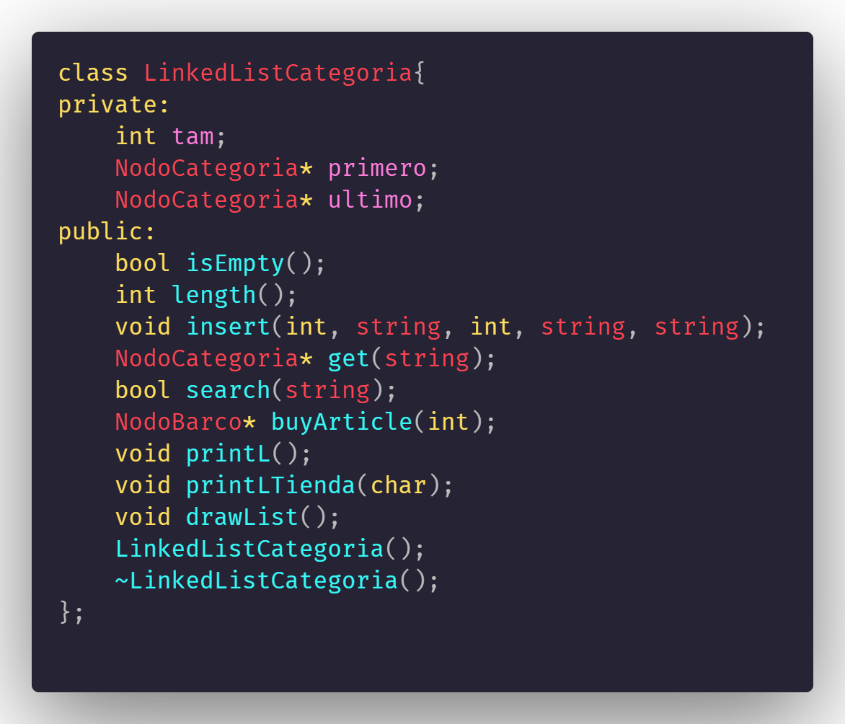 class LinkedListCategoria{
private:
    int tam;
    NodoCategoria* primero;
    NodoCategoria* ultimo;
public:
    bool isEmpty();
    int length();
    void insert(int, string, int, string, string);
    NodoCategoria* get(string);
    bool search(string);
    NodoBarco* buyArticle(int);
    void printL();
    void printLTienda(char);
    void drawList();
    LinkedListCategoria();
    ~LinkedListCategoria();
};